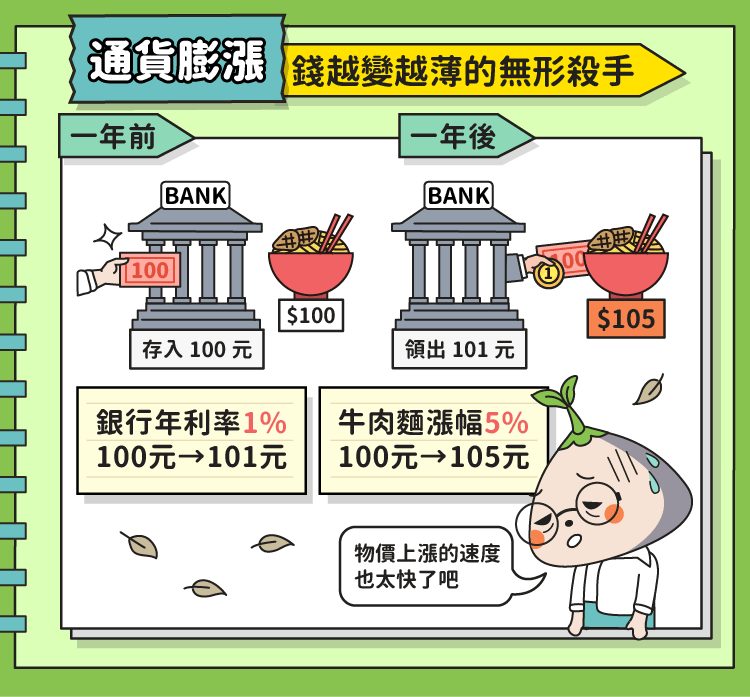 通貨膨漲
錢越變越薄的無形殺手
一年前
一年後
BANK
100
$100
存入 100 元
BANK
100
1
$105
領出 101 元
銀行年利率1%
100元→101元
牛肉麵漲幅5%
100元→105元
物價上漲的速度
也太快了吧